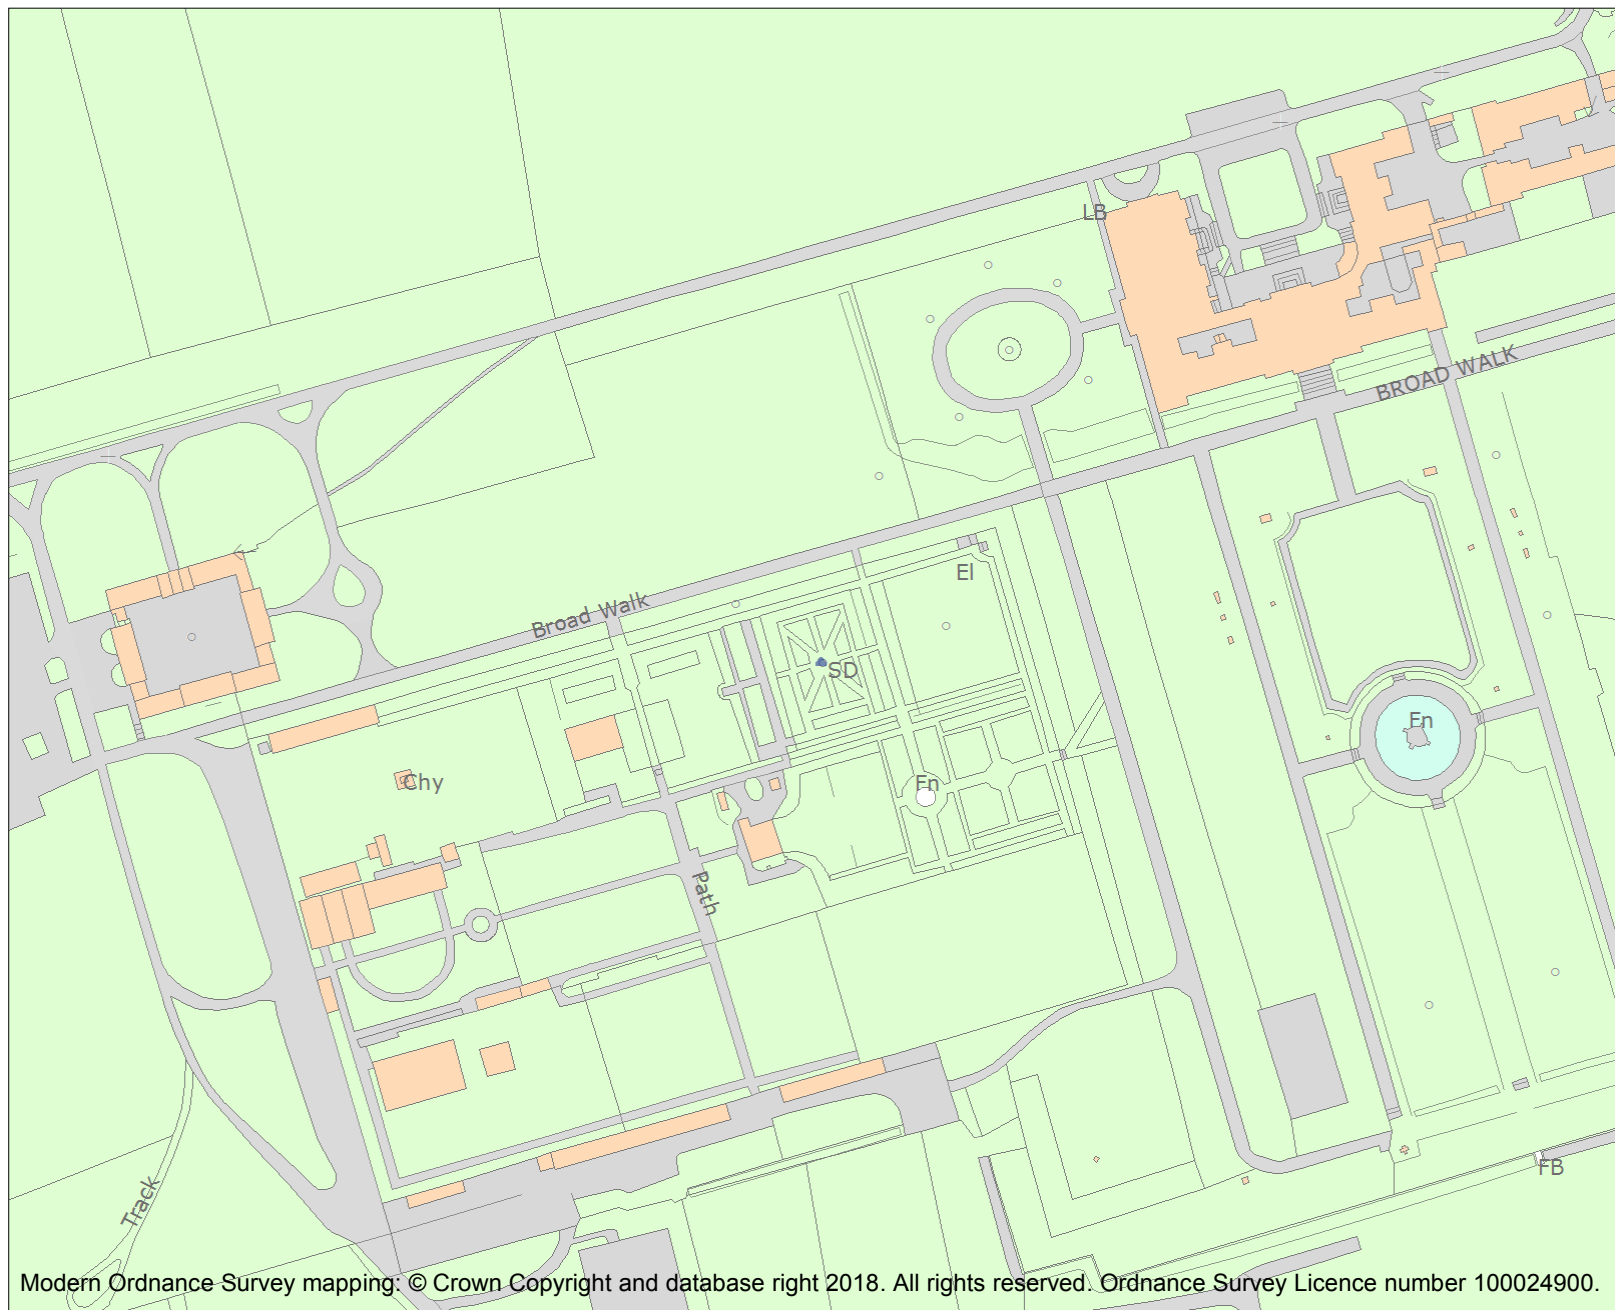 LB
BROAD WALK
El
Broad Walk
SD
Fn
Chy
Fn
Path
FB
Track
Modern Ordnance Survey mapping: © Crown Copyright and database right 2018. All rights reserved. Ordnance Survey Licence number 100024900.